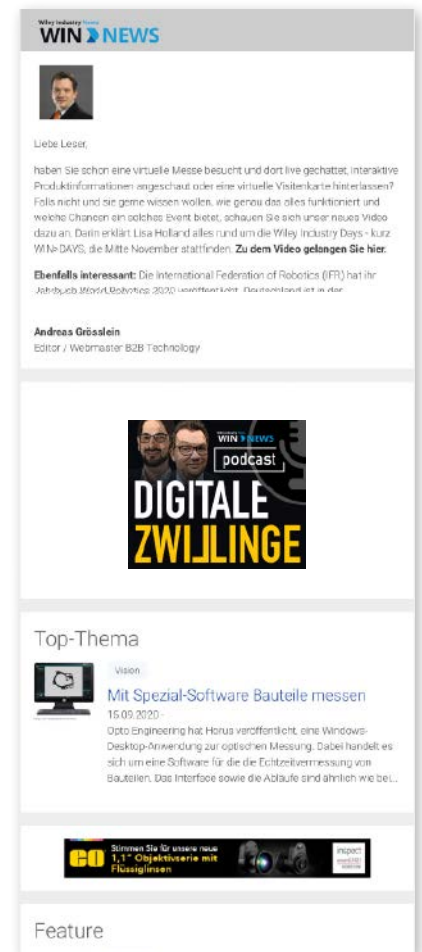 Wiley Industry News
WIN NEWS
Liebe Leser,
haben Sie schon eine virtuelle Messe besucht und dort live gechattet, interaktive
Produktinformationen angeschaut oder eine virtuelle Visitenkarte hinterlassen?
Falls nicht und sie gerne wissen wollen, wie genau das alles funktioniert und
welche Chancen ein solches Event bietet, schauen Sie sich unser neues Video
dazu an. Darin erklärt Lisa Holland alles rund um die Wiley Industry Days - kurz
WIN>DAYS, die Mitte November stattfinden. Zu dem Video gelangen Sie hier.
Ebenfalls interessant: Die International Federation of Robotics (IFR) hat ihr
Jahrbuch World Robotics 2020 veröffentlicht. Deutschland ist in der
Andreas Grösslein
Editor / Webmaster B2B Technology
WIN NEWS
podcast
DIGITALE
ZWILLINGE
Top-Thema
Vision
Mit Spezial-Software Bauteile messen
15.09.2020 -
Opto Engineering hat Horus veröffentlicht, eine Windows-
Desktop-Anwendung zur optischen Messung. Dabei handelt es
sich um eine Software für die die Echtzeitvermessung von
Bauteilen. Das Interface sowie die Abläufe sind ähnlich wie bei...
EO
Stimmen Sie für unsere neue
1,1" Objektivserie mit
Flüssiglinsen
inspect
award 2021
Feature